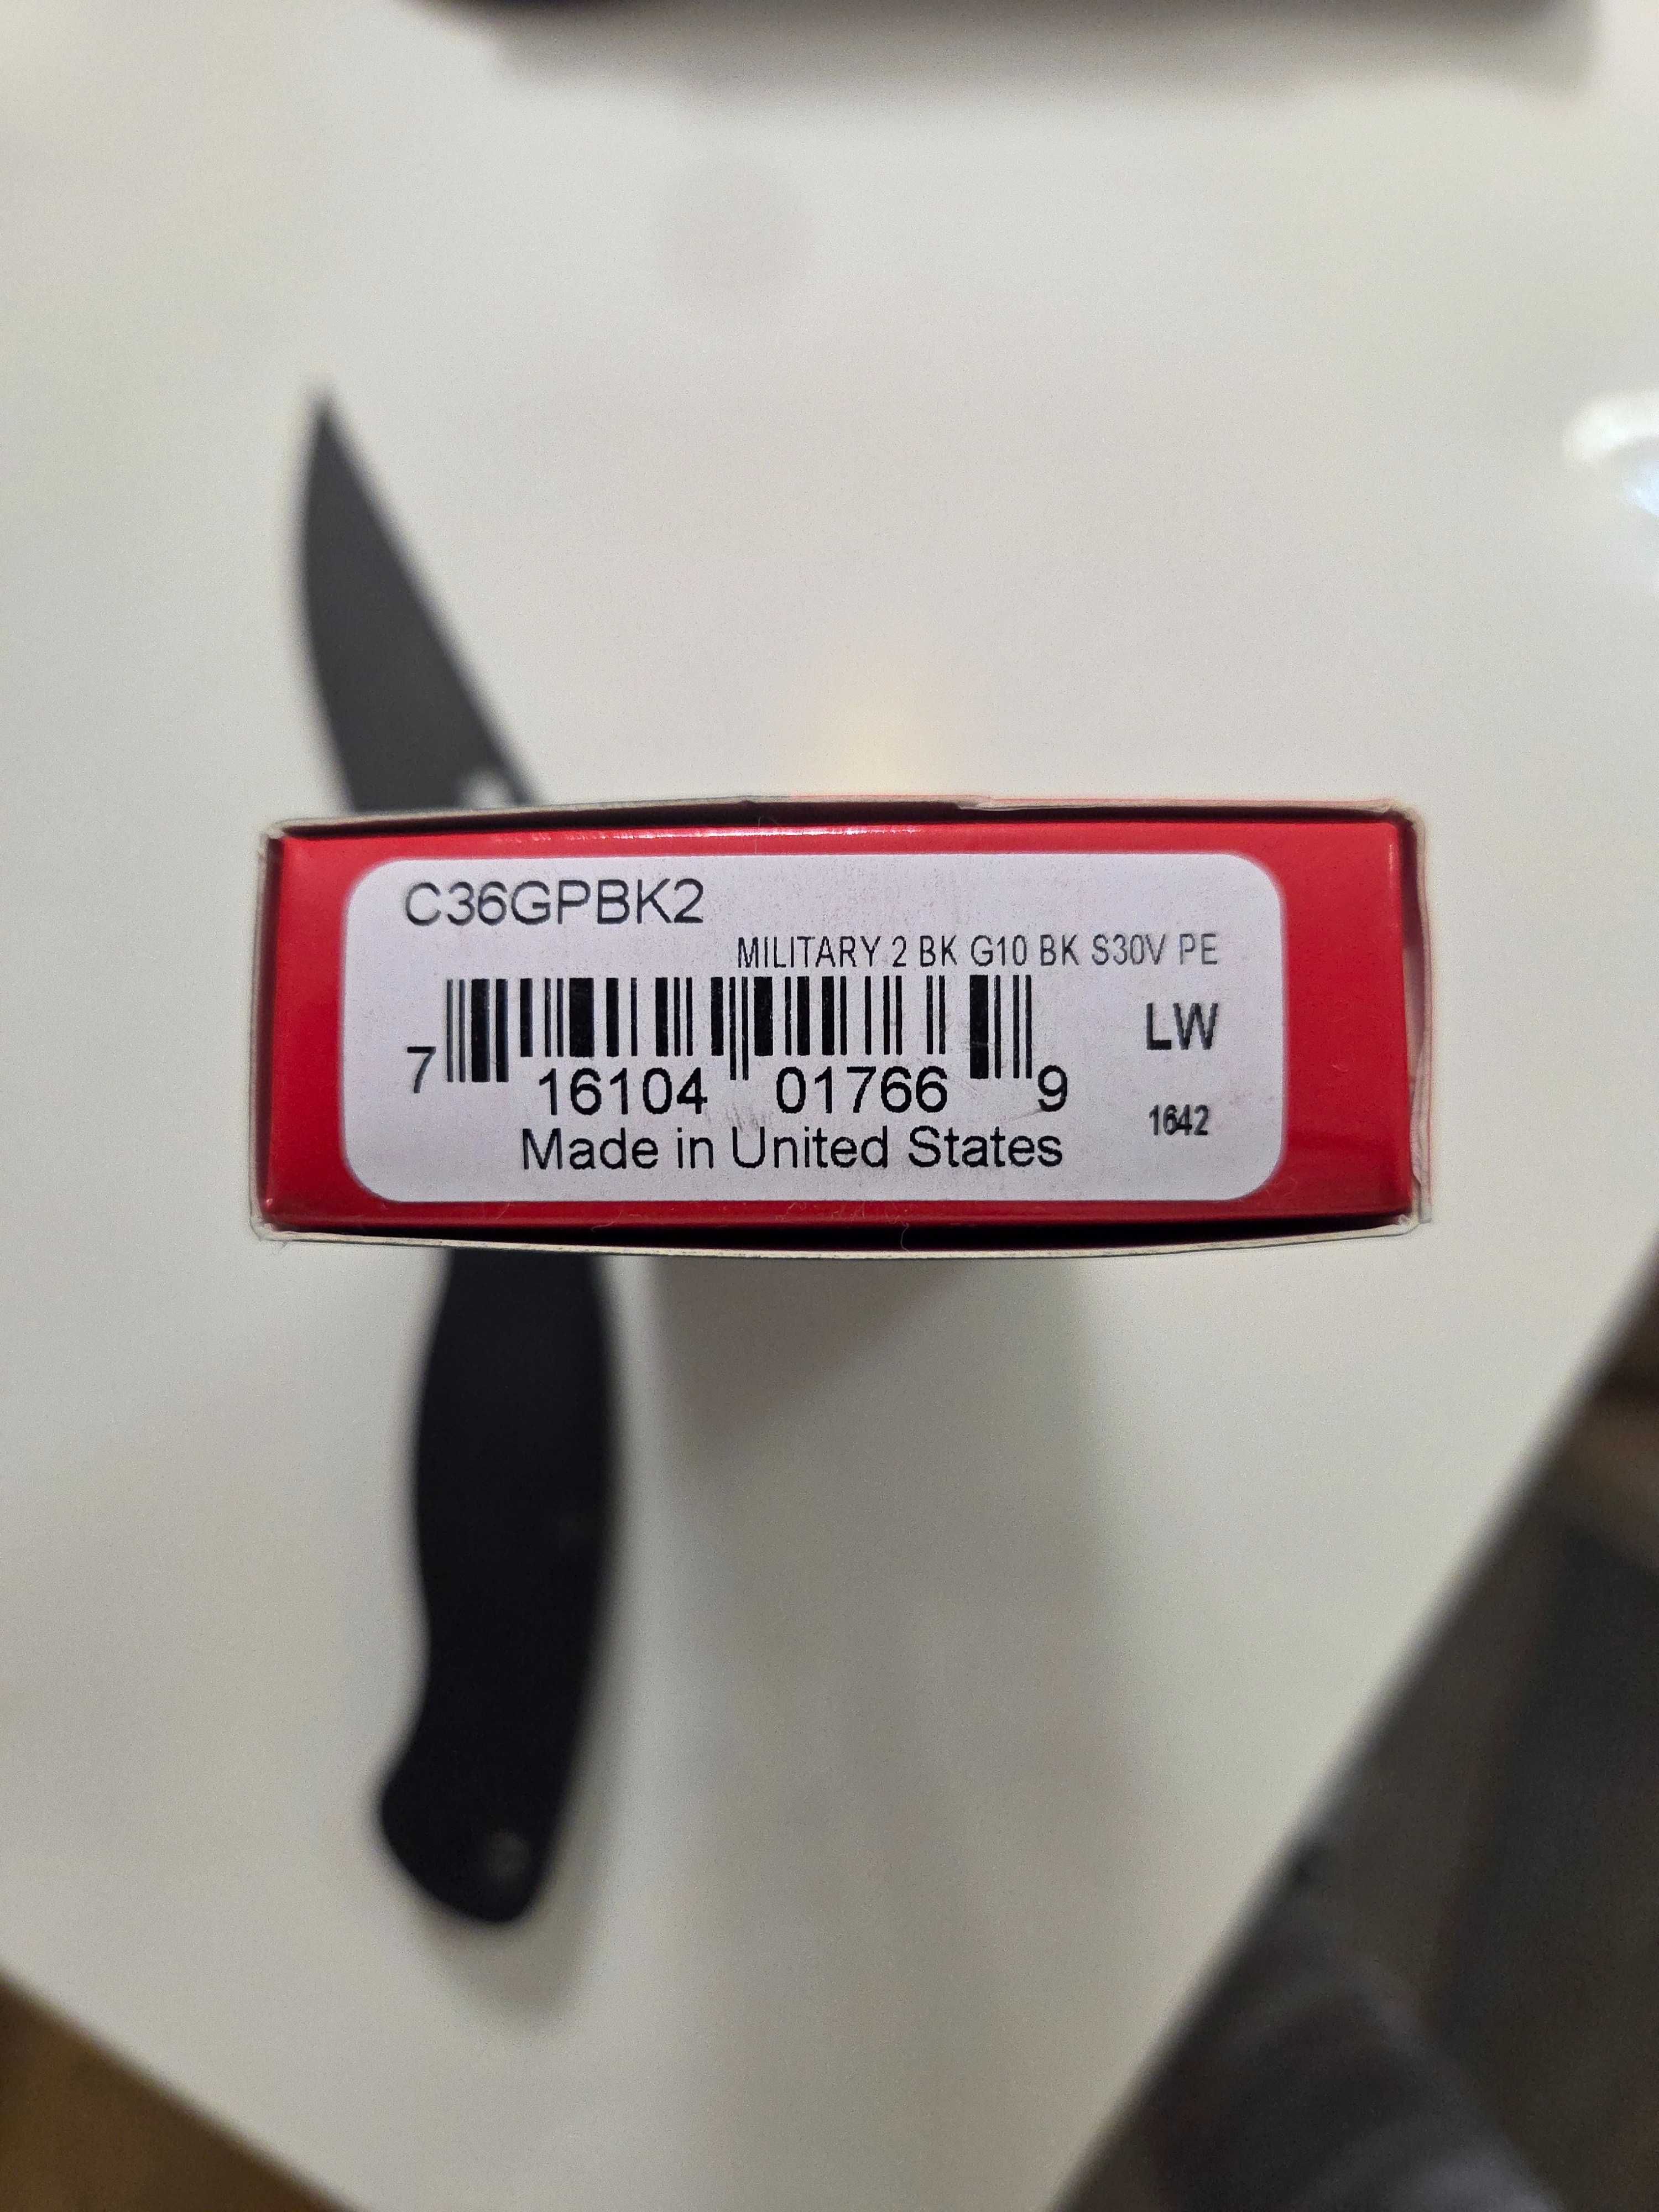 C36GPBK2
MILITARY 2 BK G10 BK S30V PE
LW
7 16104 01766 9
1642
Made in United States